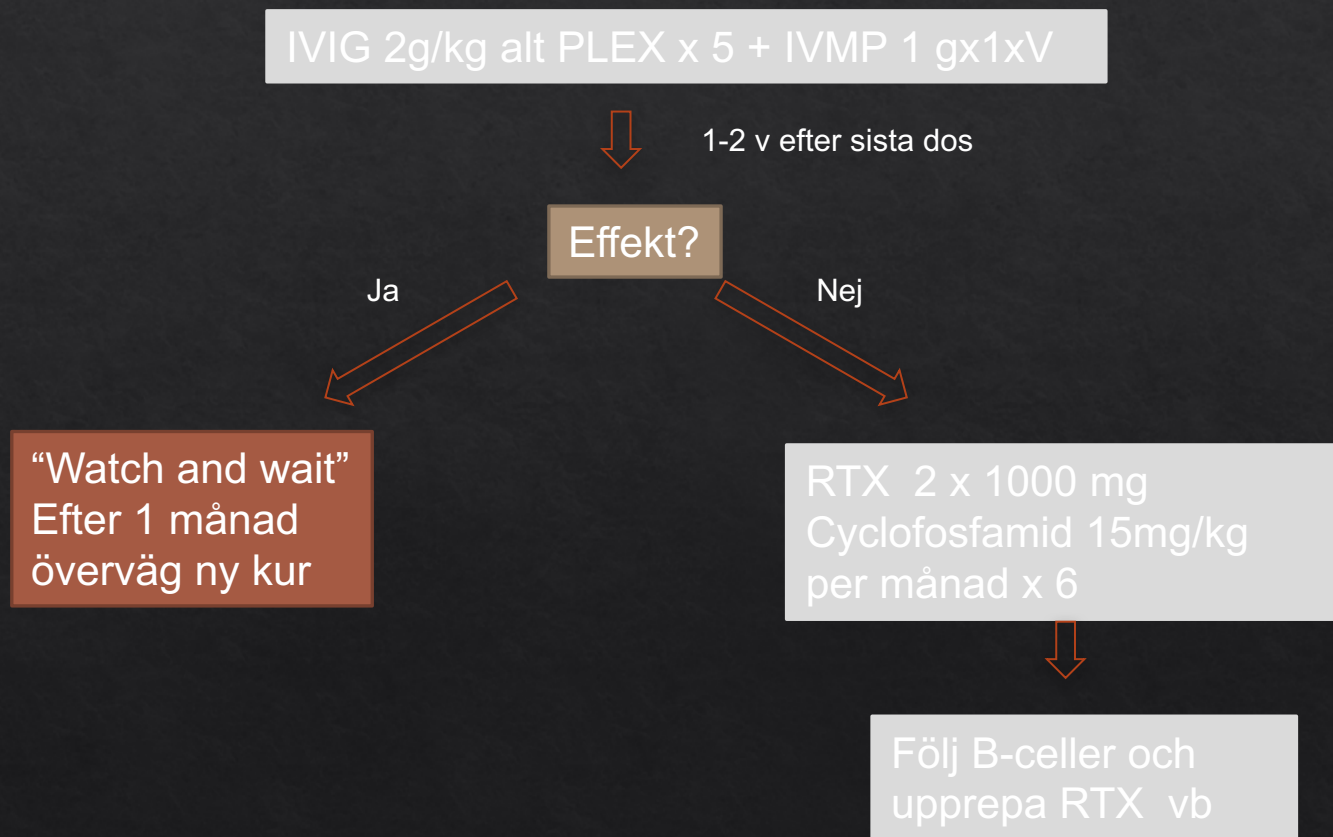 IVIG 2g/kg alt PLEX x 5 + IVMP 1 gx1xV
1-2 v efter sista dos
Effekt?
Ja
Nej
“Watch and wait”
Efter 1 månad
överväg ny kur
RTX  2 x 1000 mg
Cyclofosfamid 15mg/kg
per månad x 6
Följ B-celler och
upprepa RTX  vb